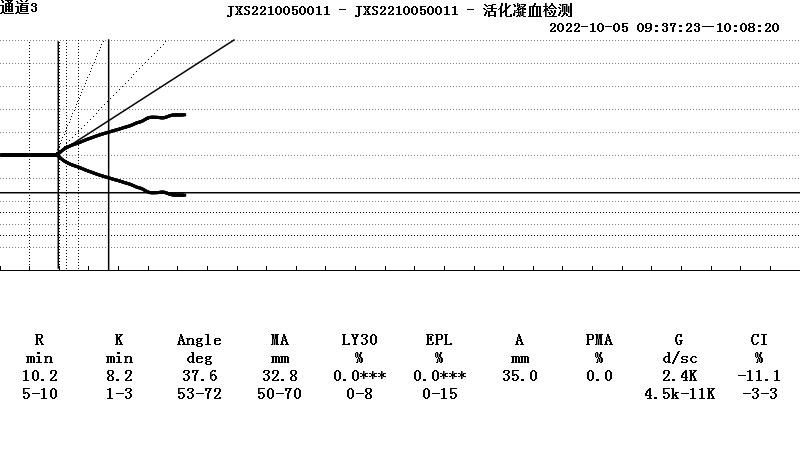 通道3
JXS2210050011 - JXS2210050011 - 活化凝血检测
2022-10-05 09:37:23-10:08:20
R K Angle MA LY30 EPL A PMA G CI
min min deg mm % % mm % d/sc %
10.2 8.2 37.6 32.8 0.0*** 0.0*** 35.0 0.0 2.4K -11.1
5-10 1-3 53-72 50-70 0-8 0-15 4.5k-11K -3-3